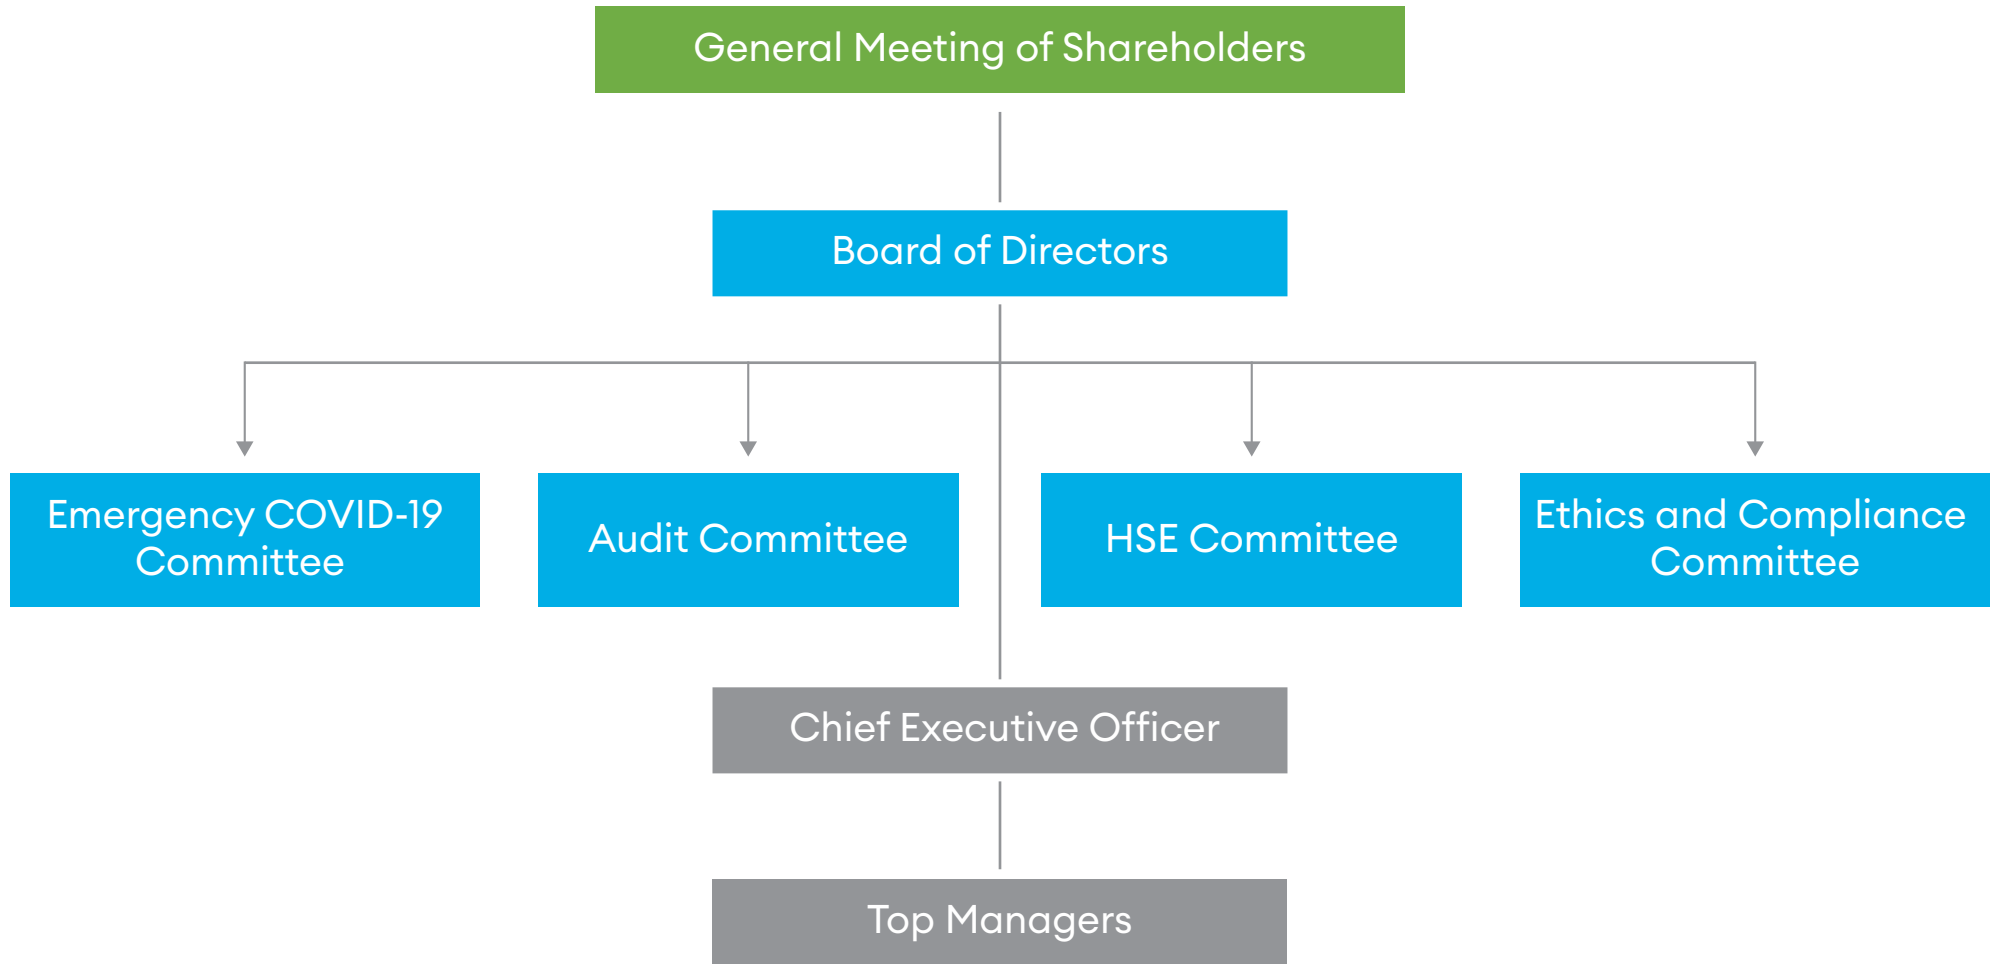 General Meeting of Shareholders
Board of Directors
Emergency COVID-19
Committee
Audit Committee
HSE Committee
Ethics and Compliance
Committee
Chief Executive Officer
Top Managers